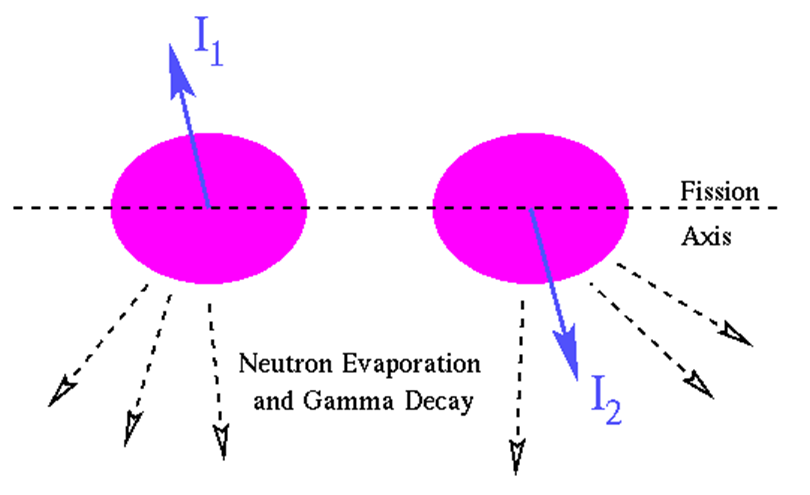 I1
Fission
Axis
Neutron Evaporation
and Gamma Decay
I2